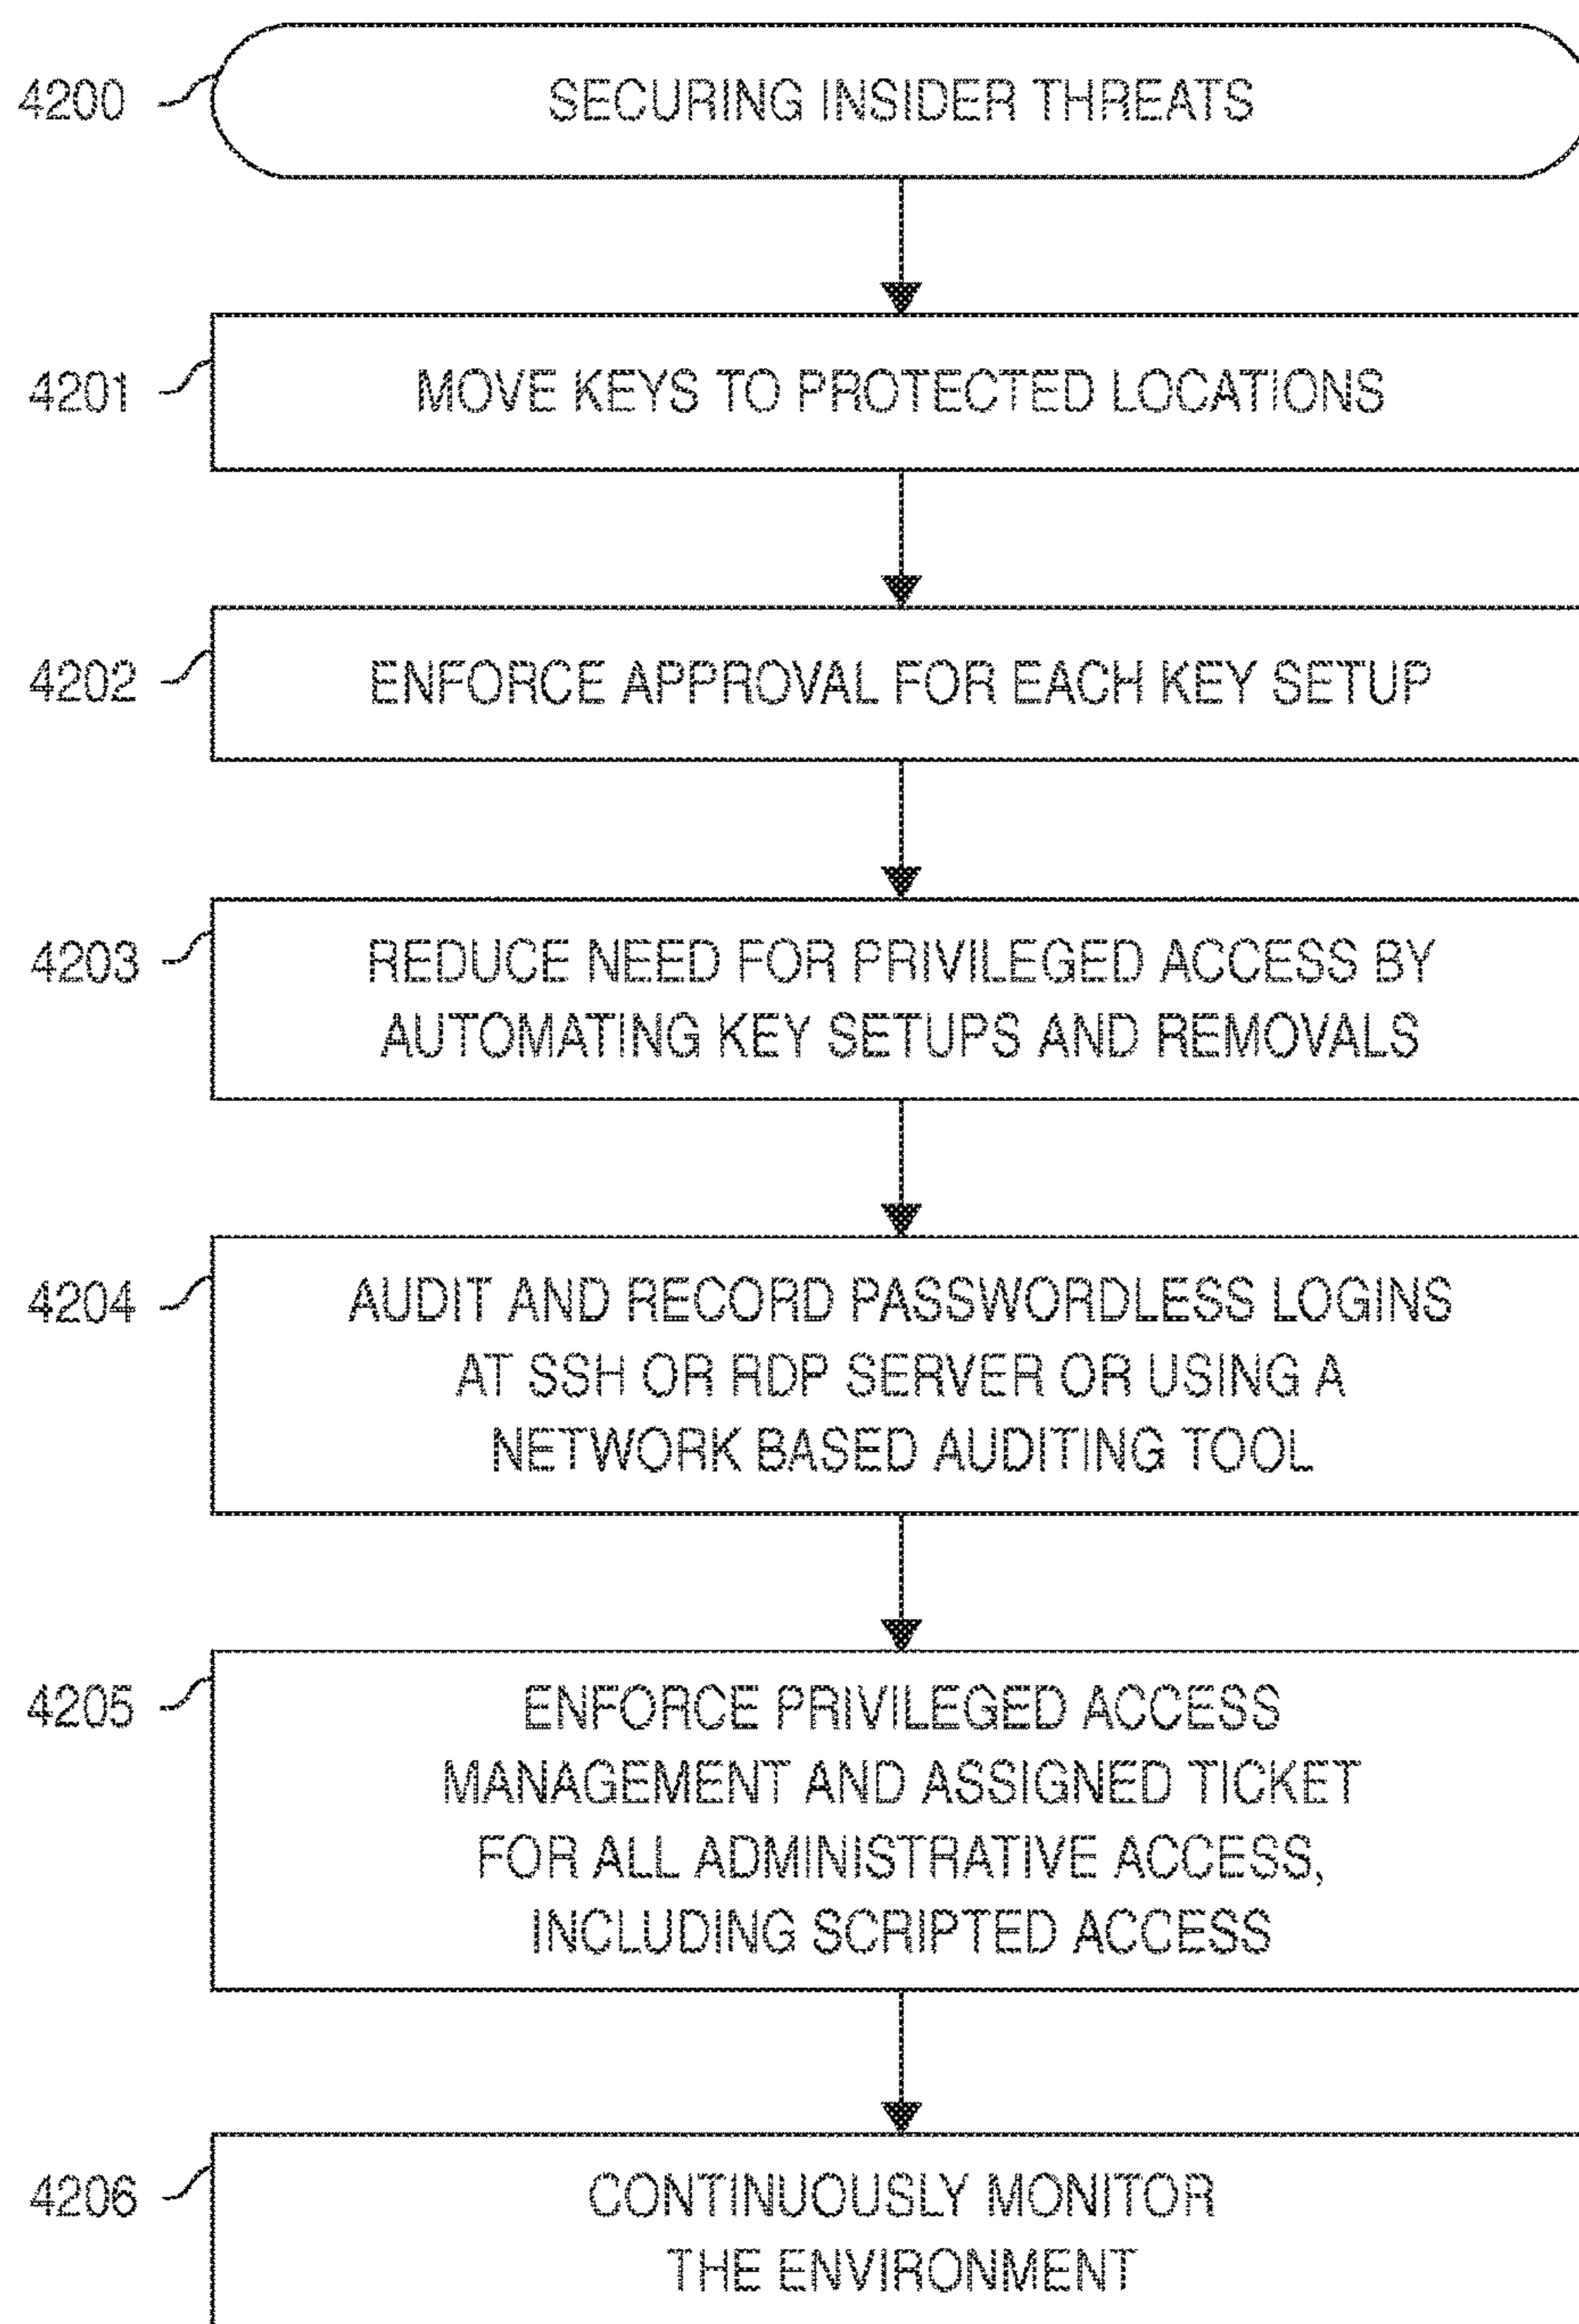 4200 SECURING INSIDER THREATS
4201 MOVE KEYS TO PROTECTED LOCATIONS
4202 ENFORCE APPROVAL FOR EACH KEY SETUP
4203 REDUCE NEED FOR PRIVILEGED ACCESS BY
AUTOMATING KEY SETUPS AND REMOVALS
4204 AUDIT AND RECORD PASSWORDLESS LOGINS
AT SSH OR RDP SERVER OR USING A
NETWORK BASED AUDITING TOOL
4205 ENFORCE PRIVILEGED ACCESS
MANAGEMENT AND ASSIGNED TICKET
FOR ALL ADMINISTRATIVE ACCESS,
INCLUDING SCRIPTED ACCESS
4206 CONTINUOUSLY MONITOR
THE ENVIRONMENT